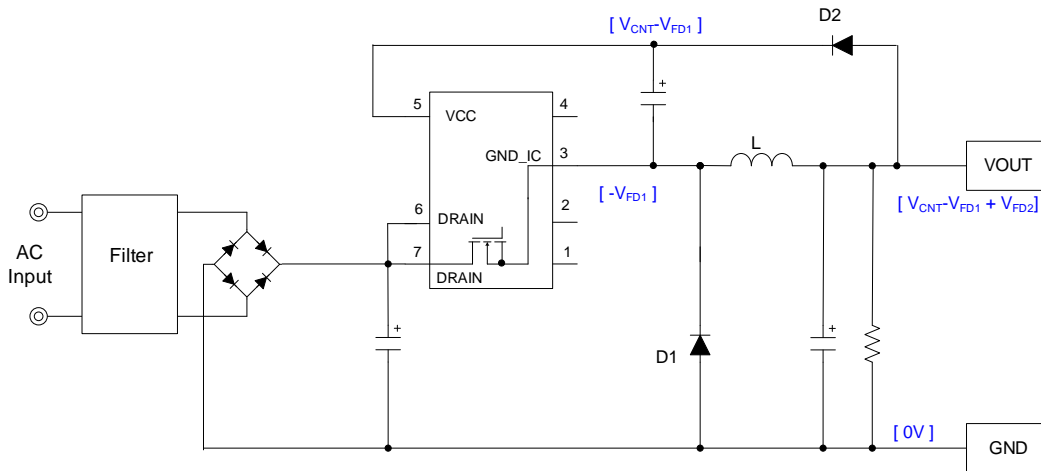 [ VCNT-VFD1 ]
D2
5
VCC
4
GND_IC
3
L
VOUT
[ -VFD1 ]
[ VCNT-VFD1 + VFD2]
6
DRAIN
2
AC
Input
Filter
7
DRAIN
1
D1
[ 0V ]
GND
+
+
+